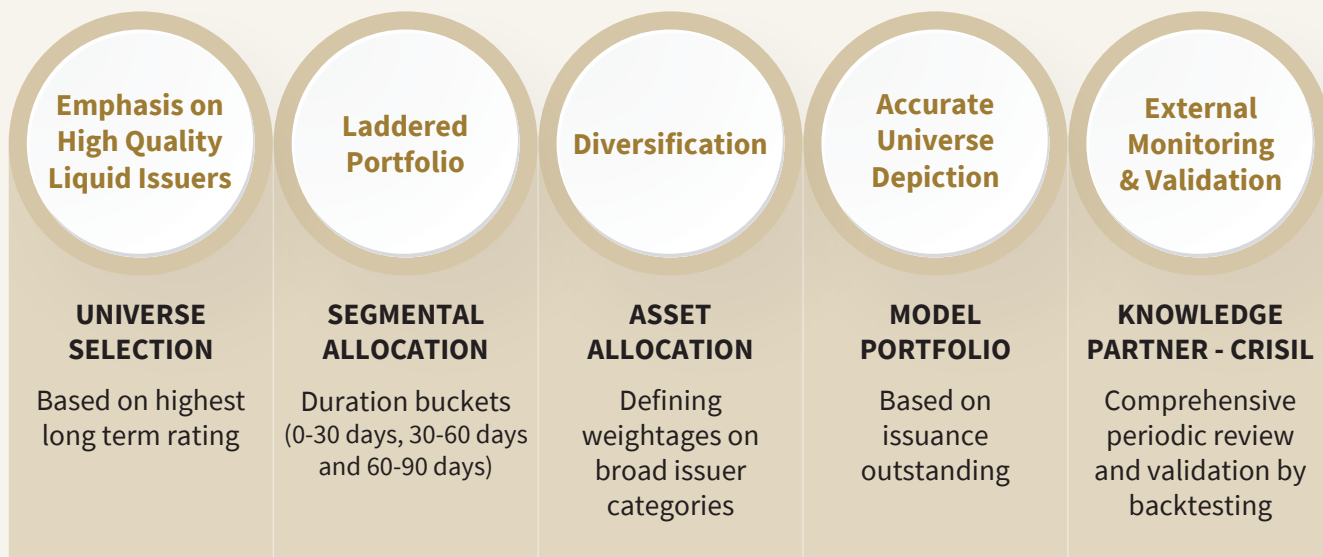 Emphasis on
High Quality
Liquid Issuers
UNIVERSE
SELECTION
Based on highest
long term rating
Laddered
Portfolio
SEGMENTAL
ALLOCATION
Duration buckets
(0-30 days, 30-60 days
and 60-90 days)
Diversification
ASSET
ALLOCATION
Defining
weightages on
broad issuer
categories
Accurate
Universe
Depiction
MODEL
PORTFOLIO
Based on
issuance
outstanding
External
Monitoring
& Validation
KNOWLEDGE
PARTNER - CRISIL
Comprehensive
periodic review
and validation by
backtesting